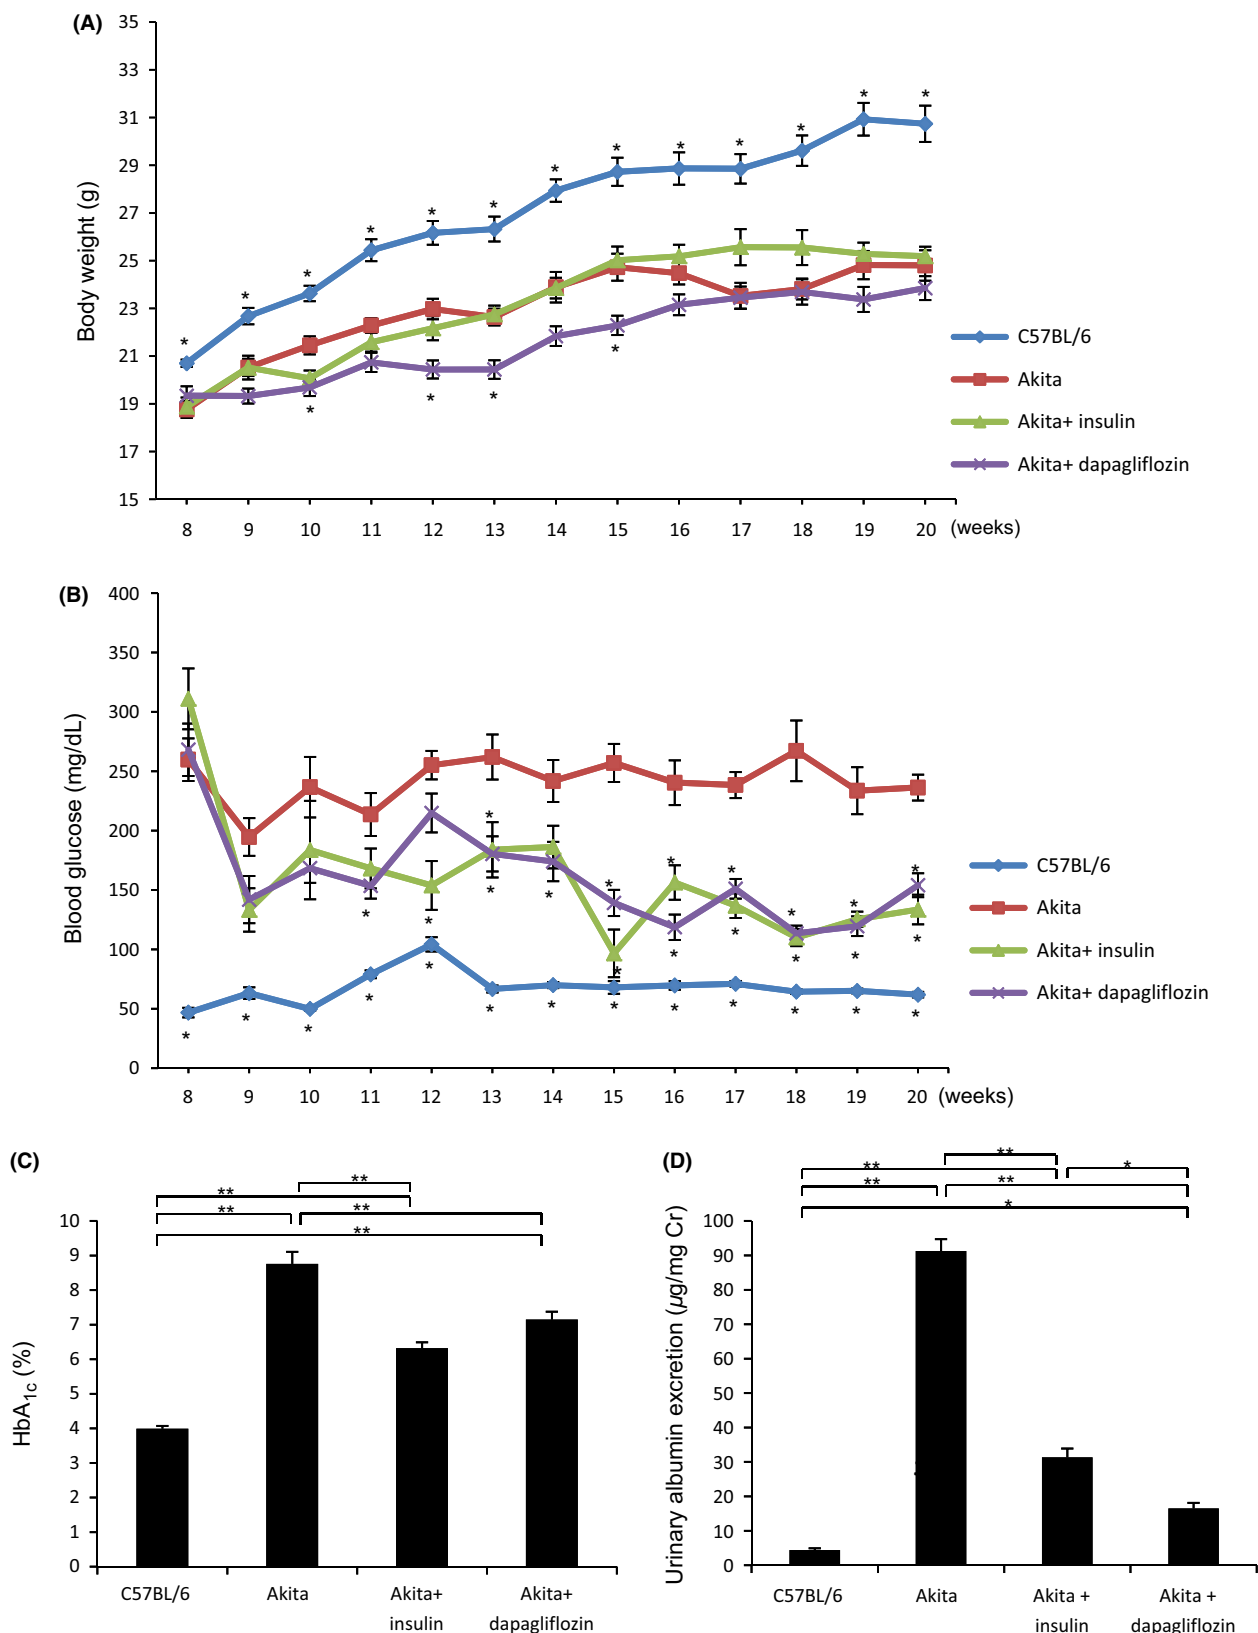 (A)
35
33
31
29
27
25
23
21
19
17
15
Body weight (g)
* * * * * * * * * * * * *
* * * *
8 9 10 11 12 13 14 15 16 17 18 19 20 (weeks)
C57BL/6
Akita
Akita+ insulin
Akita+ dapagliflozin
(B)
400
350
300
250
200
150
100
50
0
Blood glucose (mg/dL)
* * * * * * * * *
* * * * * * * * *
* * * * * * * * * * * * *
8 9 10 11 12 13 14 15 16 17 18 19 20 (weeks)
C57BL/6
Akita
Akita+ insulin
Akita+ dapagliflozin
(C)
**
**
** **
**
10
9
8
7
6
5
4
3
2
1
0
HbA1c (%)
C57BL/6 Akita Akita+ Akita+
insulin dapagliflozin
(D)
**
** *
** **
*
100
90
80
70
60
50
40
30
20
10
0
Urinary albumin excretion (µg/mg Cr)
C57BL/6 Akita Akita + Akita +
insulin dapagliflozin